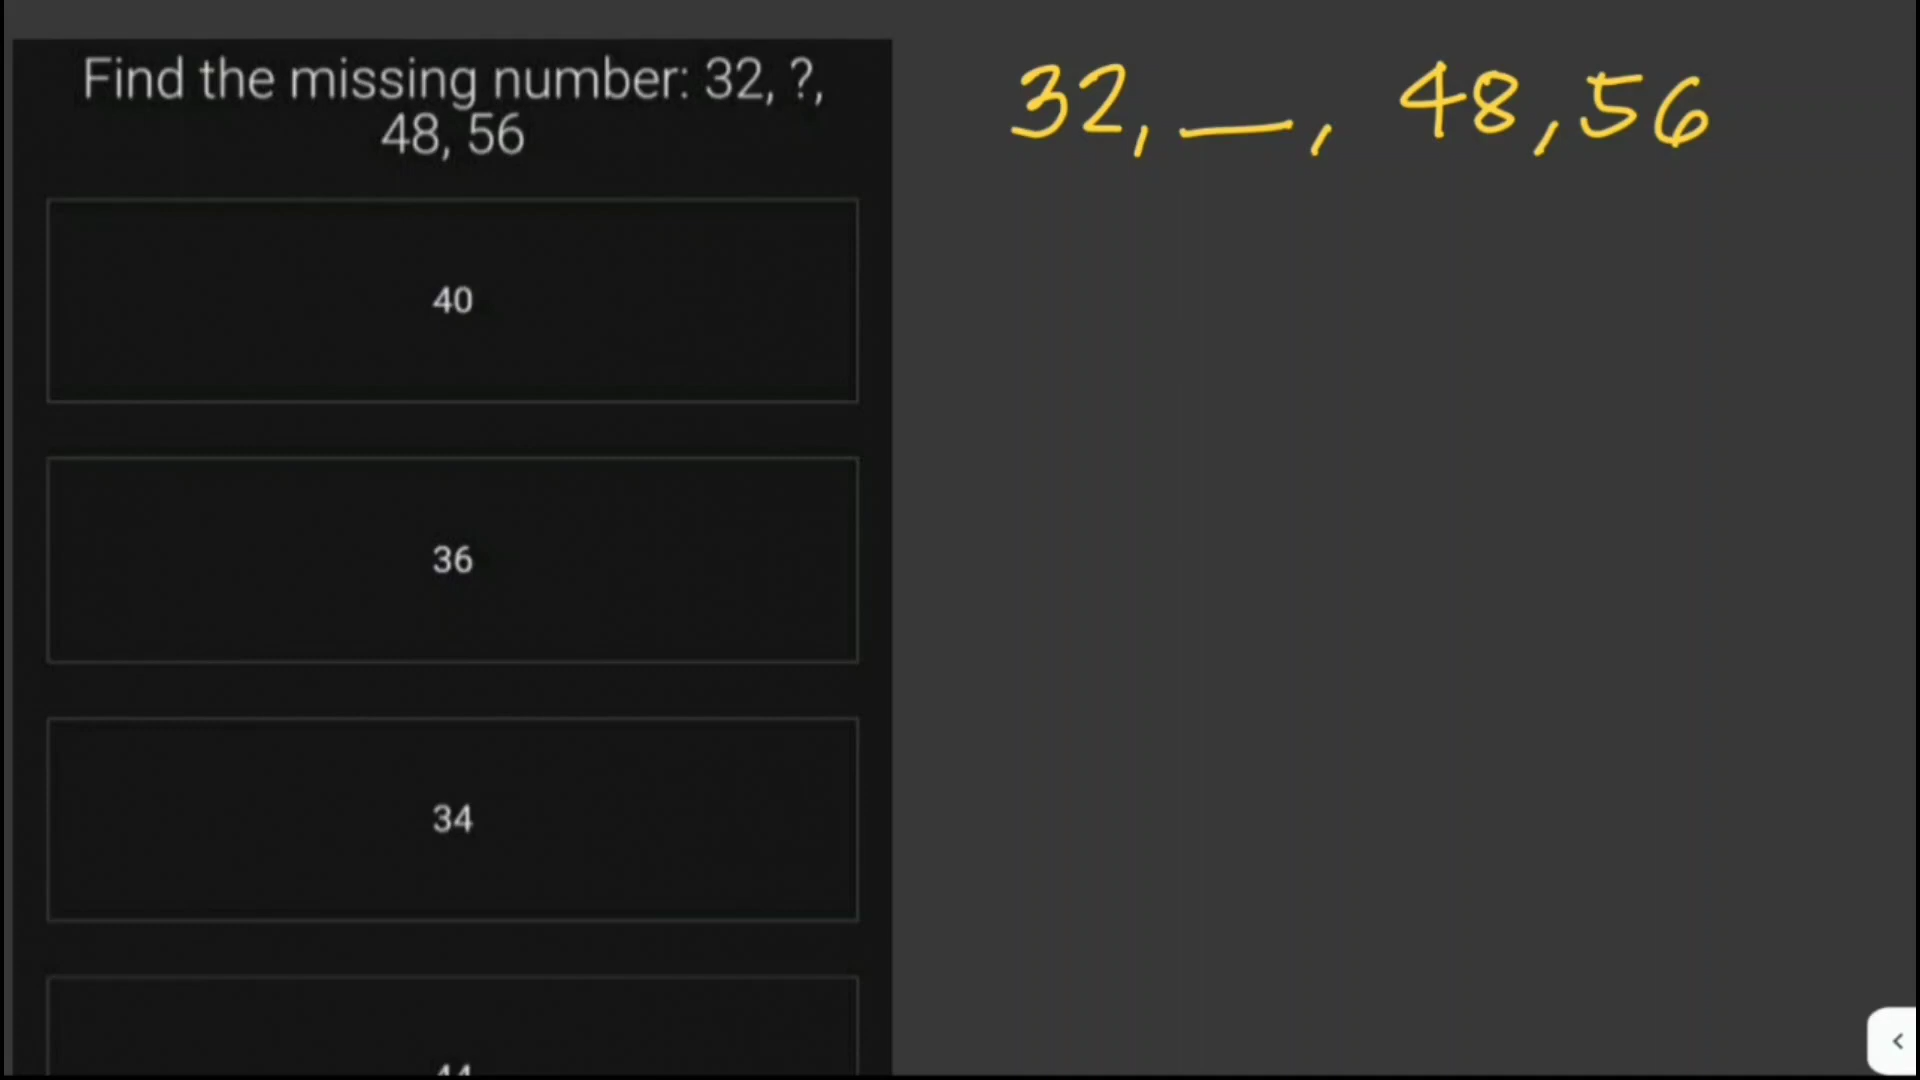 Find the missing number: 32, ?,
48, 56
40
36
34
32, __, 48, 56